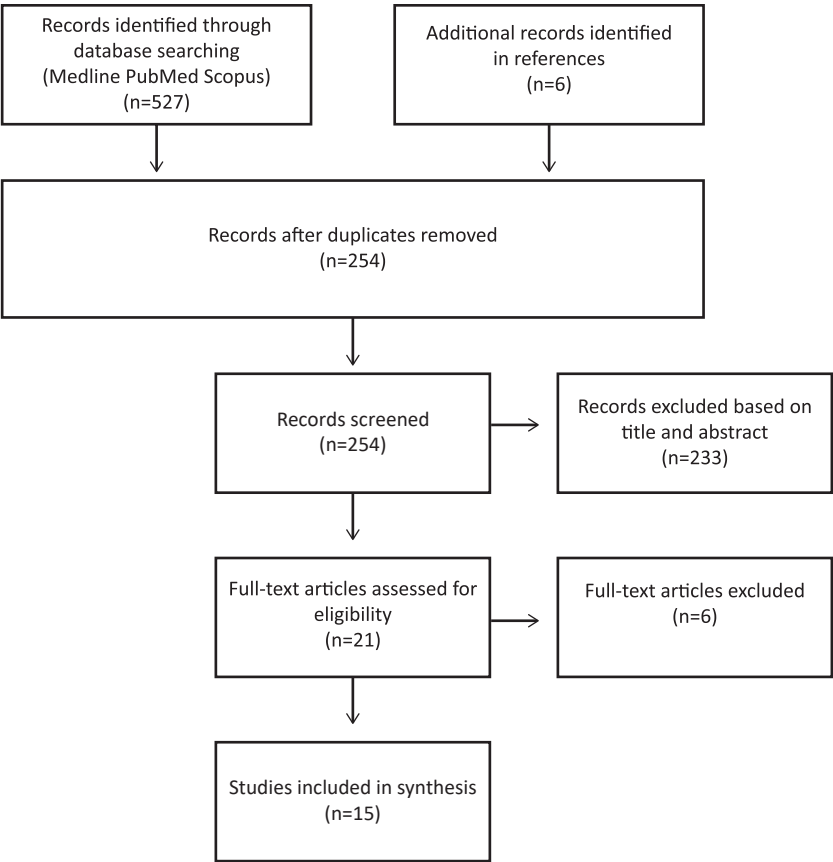 Records identified through
database searching
(Medline PubMed Scopus)
(n=527)
Additional records identified
in references
(n=6)
Records after duplicates removed
(n=254)
Records screened
(n=254)
Records excluded based on
title and abstract
(n=233)
Full-text articles assessed for
eligibility
(n=21)
Full-text articles excluded
(n=6)
Studies included in synthesis
(n=15)